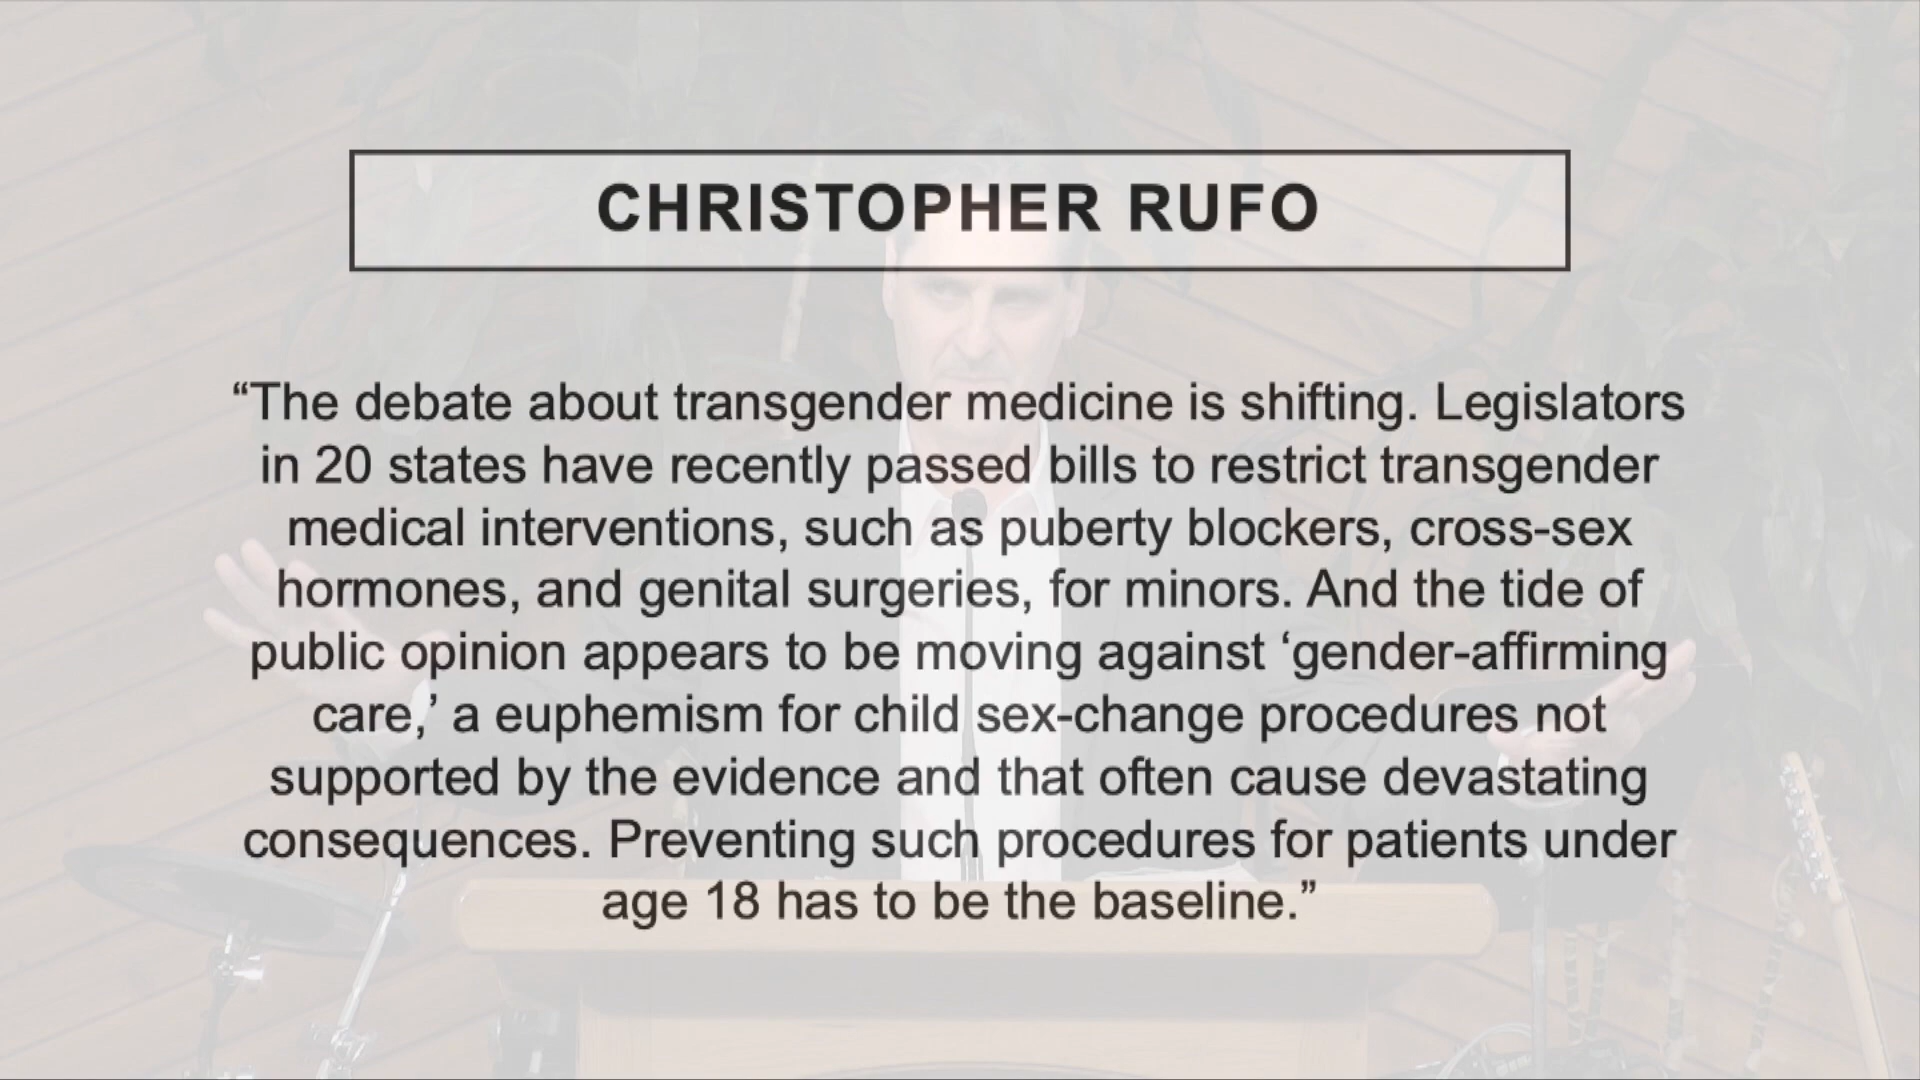 CHRISTOPHER RUFO
“The debate about transgender medicine is shifting. Legislators
in 20 states have recently passed bills to restrict transgender
medical interventions, such as puberty blockers, cross-sex
hormones, and genital surgeries, for minors. And the tide of
public opinion appears to be moving against ‘gender-affirming
care,’ a euphemism for child sex-change procedures not
supported by the evidence and that often cause devastating
consequences. Preventing such procedures for patients under
age 18 has to be the baseline.”